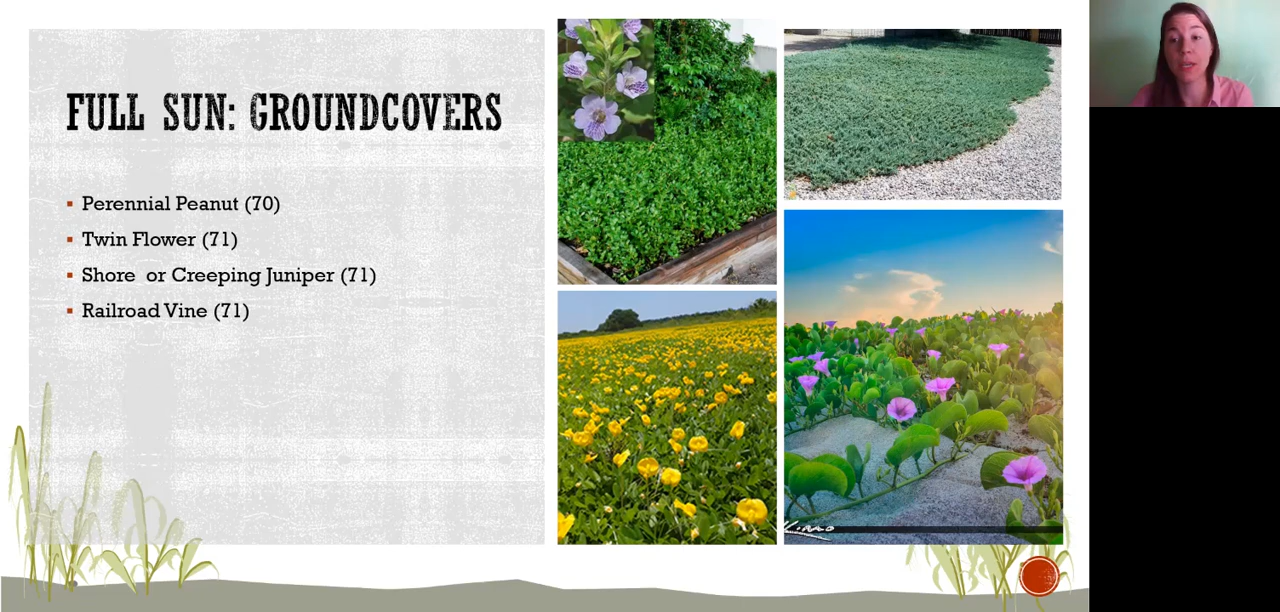 FULL SUN: GROUNDCOVERS
Perennial Peanut (70)
Twin Flower (71)
Shore or Creeping Juniper (71)
Railroad Vine (71)